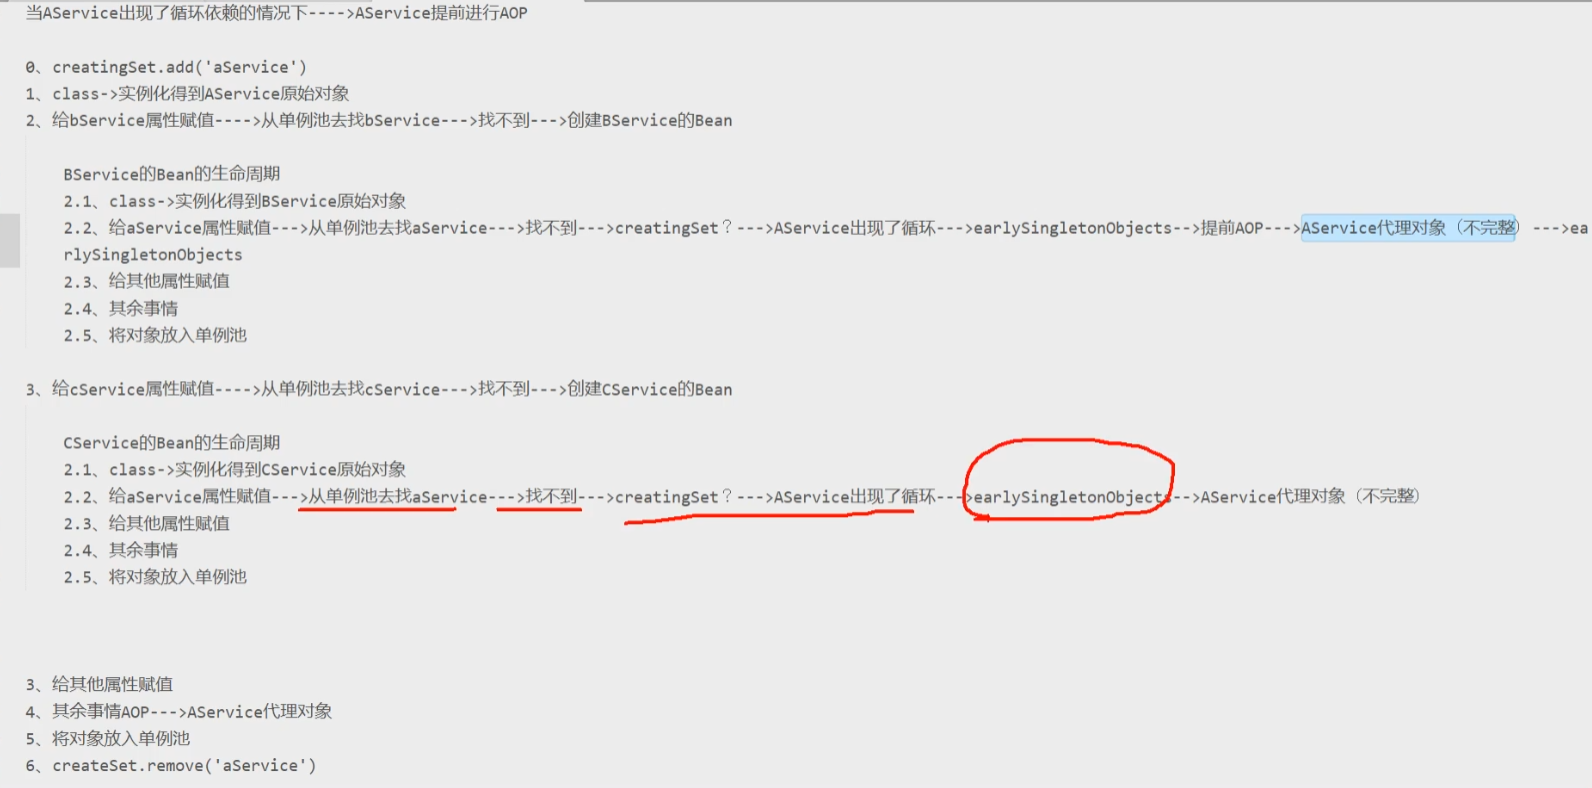 当AService出现了循环依赖的情况下---->AService提前进行AOP
0、creatingSet.add('aService')
1、class->实例化得到AService原始对象
2、给bService属性赋值---->从单例池去找bService--->找不到--->创建BService的Bean
BService的Bean的生命周期
2.1、class->实例化得到BService原始对象
2.2、给aService属性赋值--->从单例池去找aService--->找不到--->creatingSet？--->AService出现了循环--->earlySingletonObjects-->提前AOP--->AService代理对象（不完整） --->ea
rlySingletonObjects
2.3、给其他属性赋值
2.4、其余事情
2.5、将对象放入单例池
3、给cService属性赋值---->从单例池去找cService--->找不到--->创建CService的Bean
CService的Bean的生命周期
2.1、class->实例化得到CService原始对象
2.2、给aService属性赋值--->从单例池去找aService--->找不到--->creatingSet？--->AService出现了循环--->earlySingletonObjects-->AService代理对象（不完整）
2.3、给其他属性赋值
2.4、其余事情
2.5、将对象放入单例池
3、给其他属性赋值
4、其余事情AOP--->AService代理对象
5、将对象放入单例池
6、createSet.remove('aService')